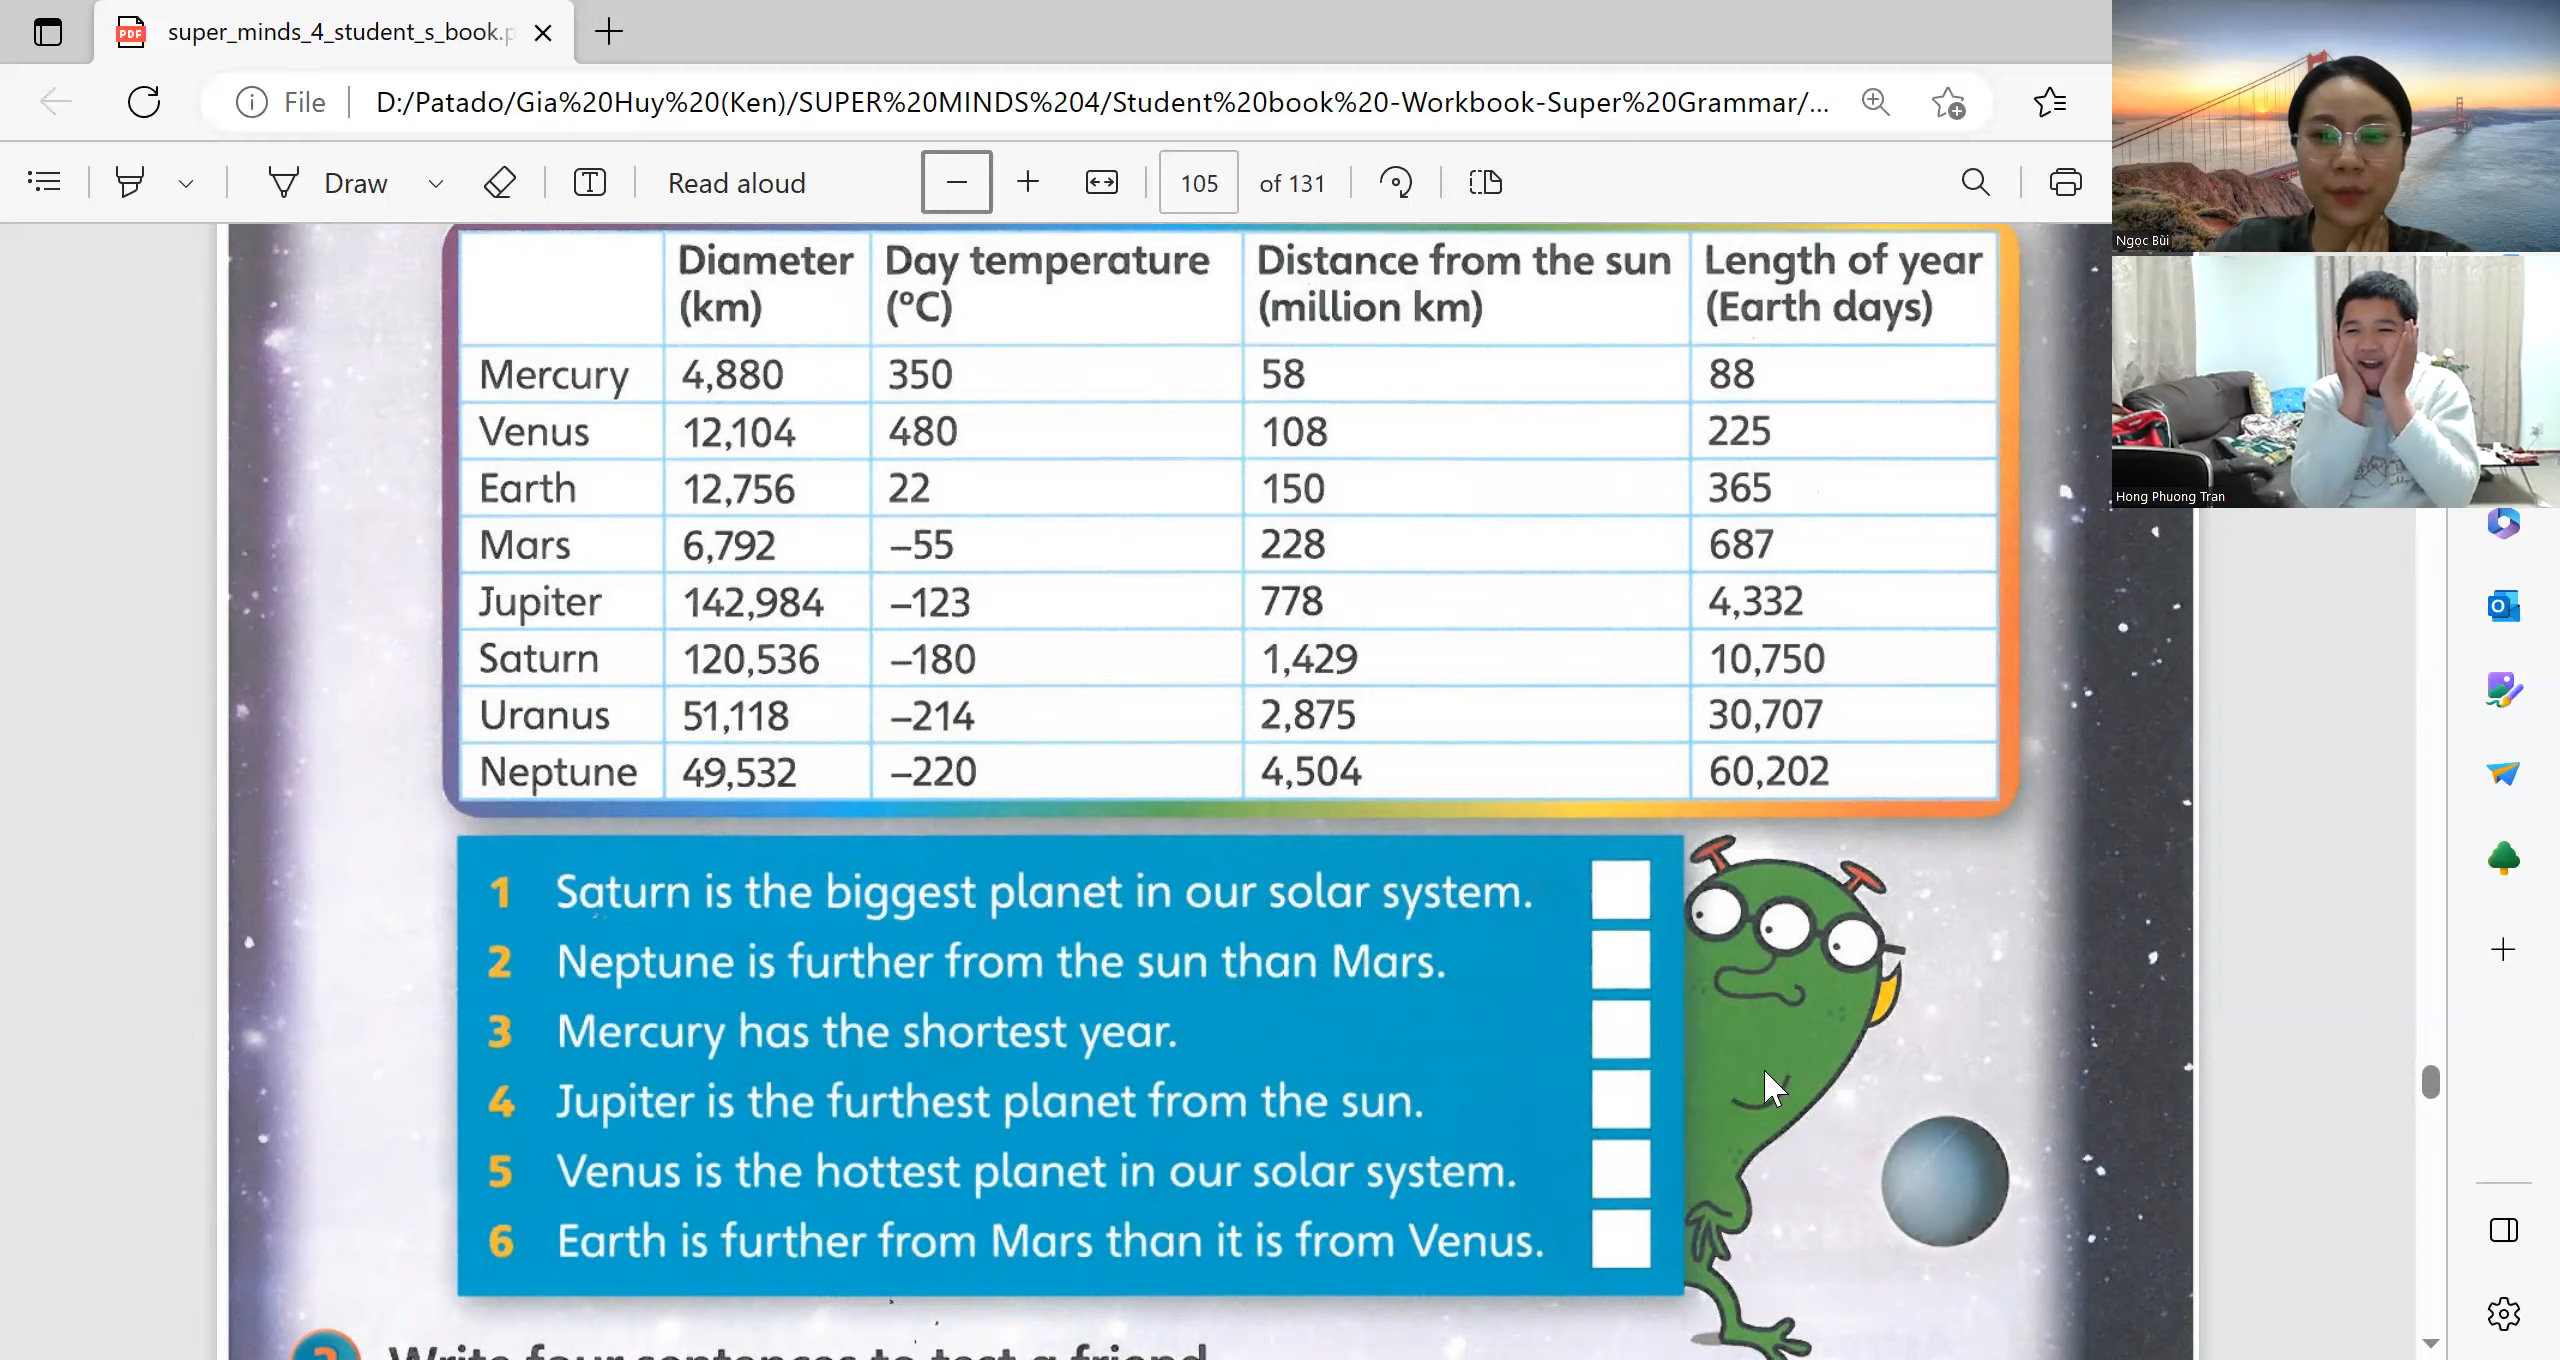 super_minds_4_student_s_book.p
File
D:/Patado/Gia%20Huy%20(Ken)/SUPER%20MINDS%204/Student%20book%20-Workbook-Super%20Grammar/...
Draw
Read aloud
105 of 131
Ngọc Bùi
Hong Phuong Tran
Diameter (km) Day temperature (°C) Distance from the sun (million km) Length of year (Earth days)
Mercury 4,880 350 58 88
Venus 12,104 480 108 225
Earth 12,756 22 150 365
Mars 6,792 –55 228 687
Jupiter 142,984 –123 778 4,332
Saturn 120,536 –180 1,429 10,750
Uranus 51,118 –214 2,875 30,707
Neptune 49,532 –220 4,504 60,202
1 Saturn is the biggest planet in our solar system.
2 Neptune is further from the sun than Mars.
3 Mercury has the shortest year.
4 Jupiter is the furthest planet from the sun.
5 Venus is the hottest planet in our solar system.
6 Earth is further from Mars than it is from Venus.
Write four sentences to test a friend